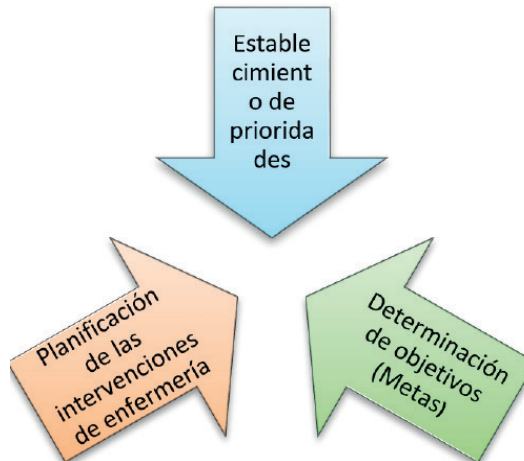 Estable
cimient
o de
priorida
des
Planificación
de las
intervenciones
de enfermería
Determinación
de objetivos
(Metas)